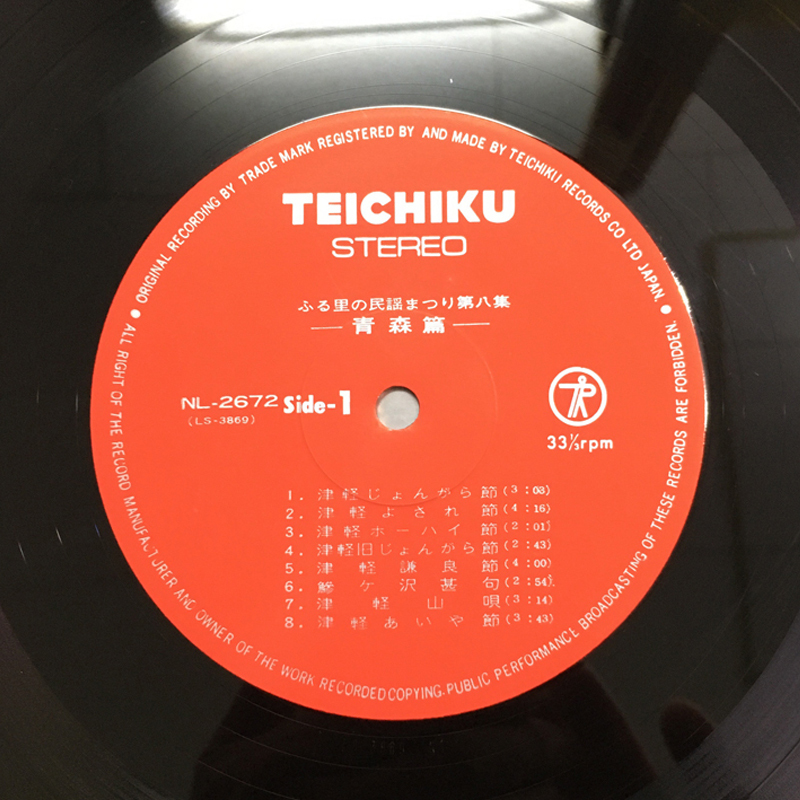 ● ORIGINAL RECORDING BY TRADE MARK REGISTERED BY AND MADE BY TEICHIKU RECORDS CO LTD JAPAN. ●
TEICHIKU
STEREO
ふる里の民謡まつり第八集
―青森篇―
NL-2672 Side-1
(LS-3869)
33⅓rpm
1. 津軽じょんがら節 (3:03)
2. 津軽よされ節 (4:16)
3. 津軽ホーハイ節 (2:01)
4. 津軽旧じょんがら節 (2:43)
5. 津軽謙良節 (4:00)
6. 鰺ケ沢甚句 (2:54)
7. 津軽山唄 (3:14)
8. 津軽あいや節 (3:43)
ALL RIGHT OF THE RECORD MANUFACTURER AND OWNER OF THE WORK RECORDED COPYING. PUBLIC PERFORMANCE BROADCASTING OF THESE RECORDS ARE FORBIDDEN.